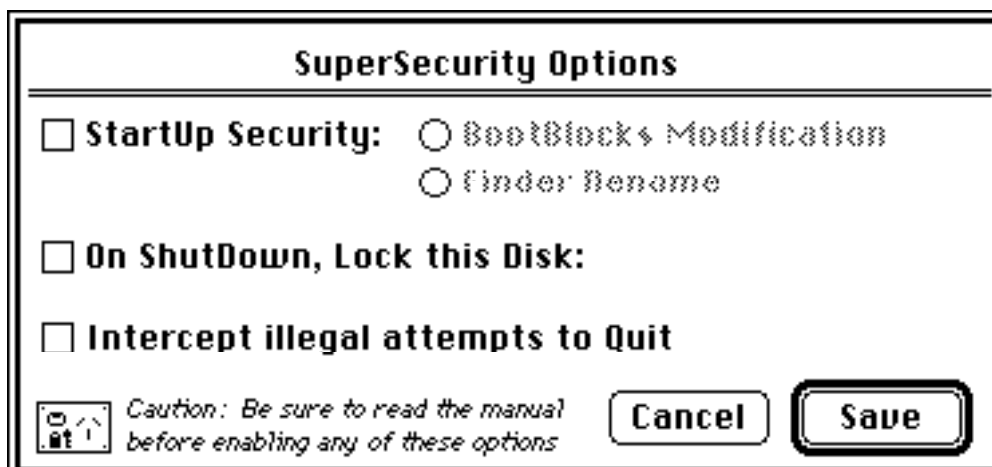 SuperSecurity Options
StartUp Security:
BootBlocks Modification
Finder Rename
On ShutDown, Lock this Disk:
Intercept illegal attempts to Quit
Caution: Be sure to read the manual
before enabling any of these options
Cancel
Save